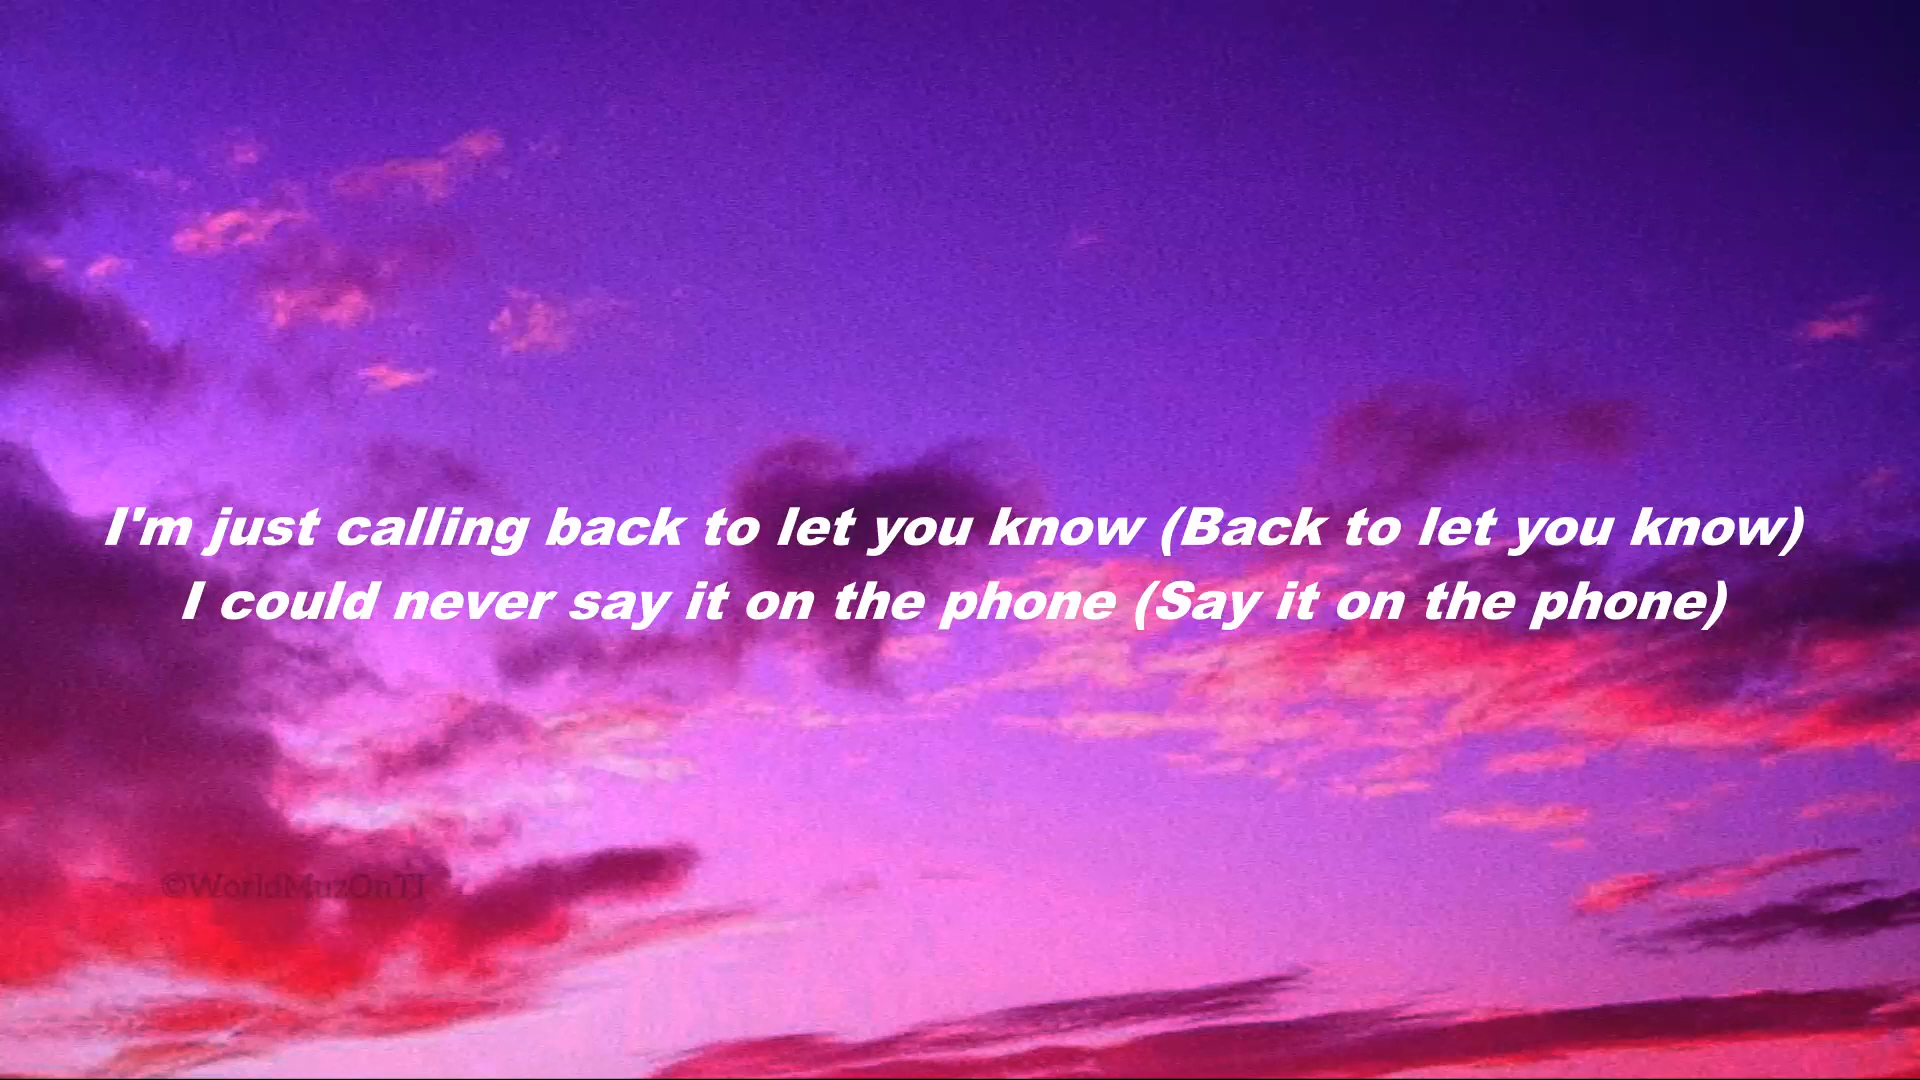 I'm just calling back to let you know (Back to let you know)
I could never say it on the phone (Say it on the phone)
©WorldMuzOnTJ